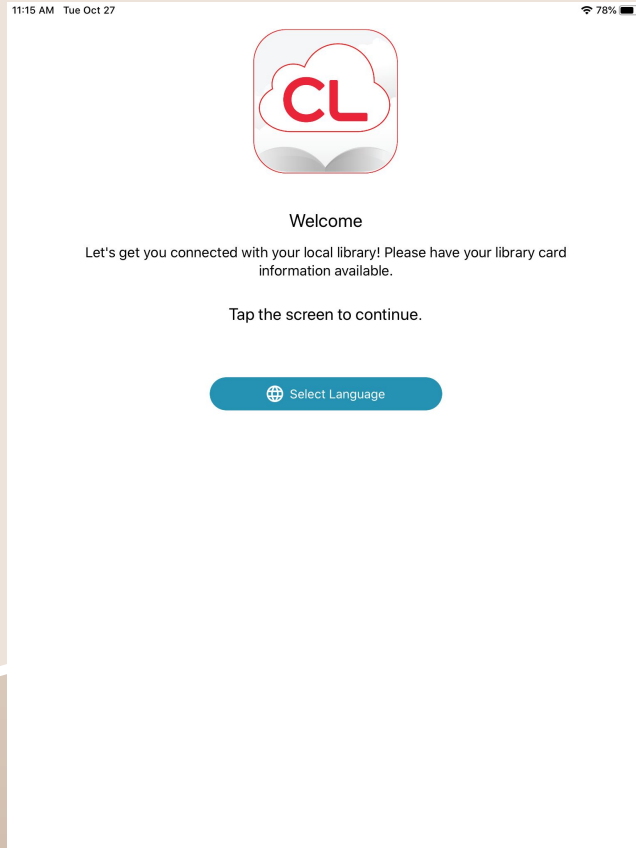 11:15 AM Tue Oct 27
78%
CL
Welcome
Let's get you connected with your local library! Please have your library card
information available.
Tap the screen to continue.
Select Language